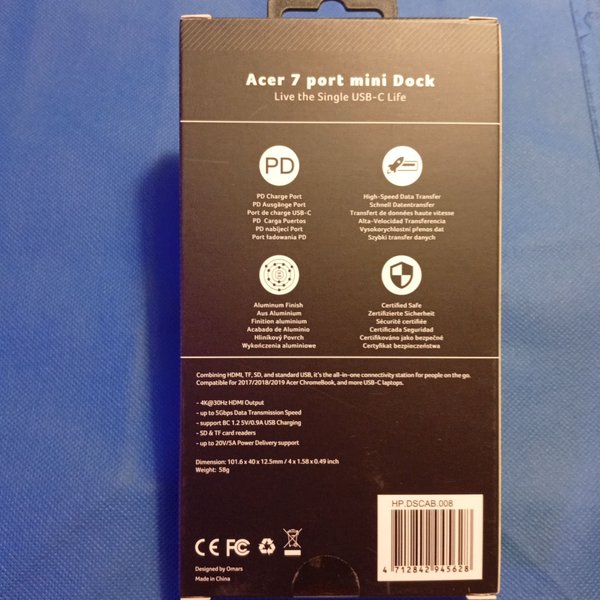 Acer 7 port mini Dock
Live the Single USB-C Life
PD
PD Charge Port
PD Ausgänge Port
Port de charge USB-C
PD Carga Puertos
PD nabíjecí Port
Port ładowania PD
High-Speed Data Transfer
Schnell Datentransfer
Transfert de données haute vitesse
Alta-Velocidad Transferencia
Vysokorychlostní přenos dat
Szybki transfer danych
Aluminum Finish
Aus Aluminium
Finition aluminium
Acabado de Aluminio
Hliníkový Povrch
Wykończenia aluminiowe
Certified Safe
Zertifizierte Sicherheit
Sécurité certifiée
Certificada Seguridad
Certifikováno jako bezpečné
Certyfikat bezpieczeństwa
Combining HDMI, TF, SD, and standard USB, it's the all-in-one connectivity station for people on the go.
Compatible for 2017/2018/2019 Acer ChromeBook, and more USB-C laptops.
- 4K@30Hz HDMI Output
- up to 5Gbps Data Transmission Speed
- support BC 1.2 5V/0.9A USB Charging
- SD & TF card readers
- up to 20V/5A Power Delivery support
Dimension: 101.6 x 40 x 12.5mm / 4 x 1.58 x 0.49 inch
Weight: 58g
HP.DSCAB.008
4 712842 945628
CE FC
Designed by Omars
Made in China